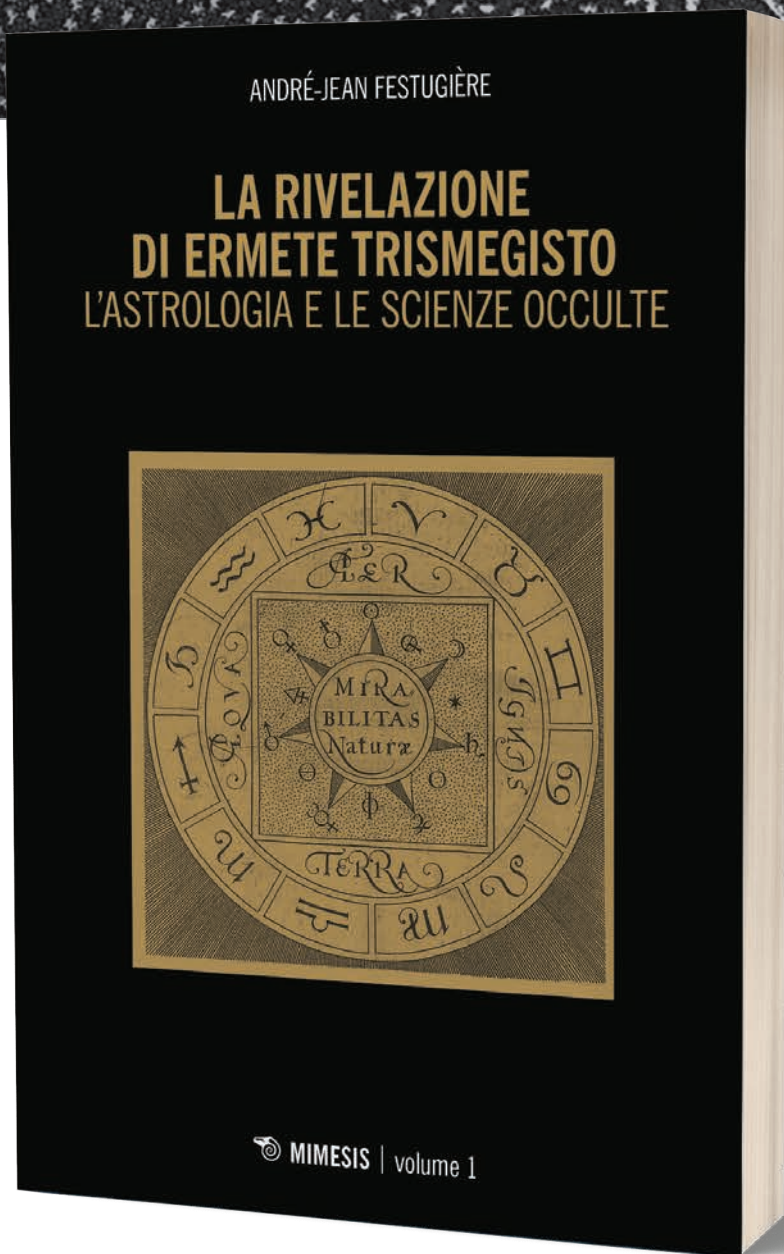 ANDRÉ-JEAN FESTUGIÈRE
LA RIVELAZIONE
DI ERMETE TRISMEGISTO
L'ASTROLOGIA E LE SCIENZE OCCULTE
AER
AQVA
IGNIS
MIRA
BILITAS
Naturæ
TERRA
MIMESIS | volume 1